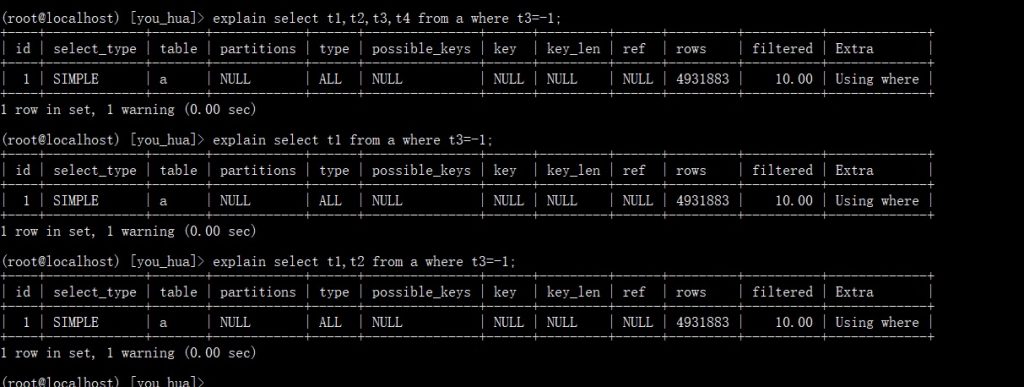 (root@localhost) [you_hua]> explain select t1,t2,t3,t4 from a where t3=-1;
| id | select_type | table | partitions | type | possible_keys | key | key_len | ref | rows | filtered | Extra |
| 1 | SIMPLE | a | NULL | ALL | NULL | NULL | NULL | NULL | 4931883 | 10.00 | Using where |
1 row in set, 1 warning (0.00 sec)
(root@localhost) [you_hua]> explain select t1 from a where t3=-1;
| id | select_type | table | partitions | type | possible_keys | key | key_len | ref | rows | filtered | Extra |
| 1 | SIMPLE | a | NULL | ALL | NULL | NULL | NULL | NULL | 4931883 | 10.00 | Using where |
1 row in set, 1 warning (0.00 sec)
(root@localhost) [you_hua]> explain select t1,t2 from a where t3=-1;
| id | select_type | table | partitions | type | possible_keys | key | key_len | ref | rows | filtered | Extra |
| 1 | SIMPLE | a | NULL | ALL | NULL | NULL | NULL | NULL | 4931883 | 10.00 | Using where |
1 row in set, 1 warning (0.00 sec)
(root@localhost) [you_hua]>